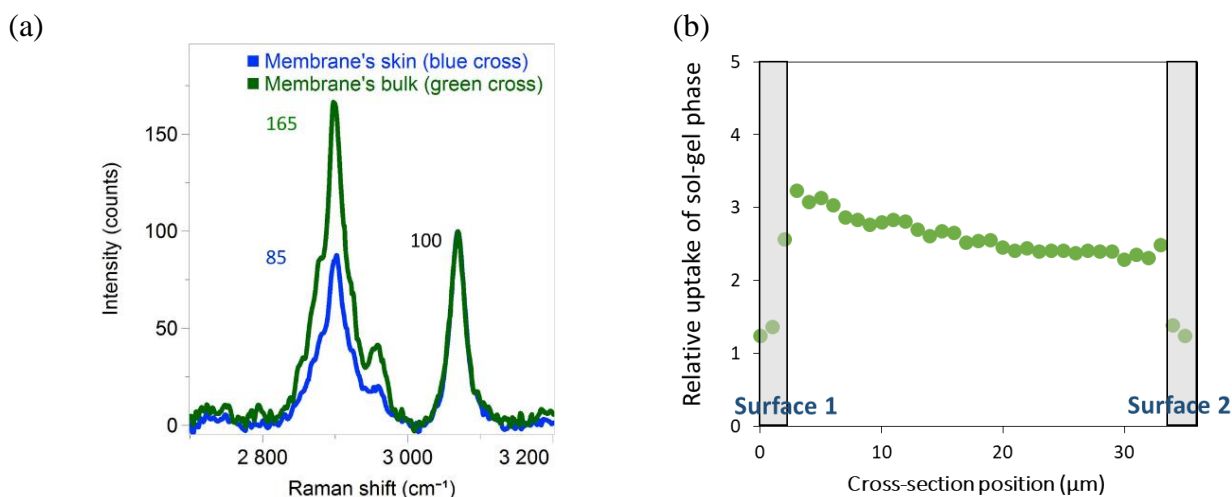 (a)
Membrane's skin (blue cross)
Membrane's bulk (green cross)
165
85
100
150
100
50
0
Intensity (counts)
2 800
3 000
3 200
Raman shift (cm⁻¹)
(b)
Relative uptake of sol-gel phase
5
4
3
2
1
0
Surface 1
Surface 2
0
10
20
30
Cross-section position (µm)